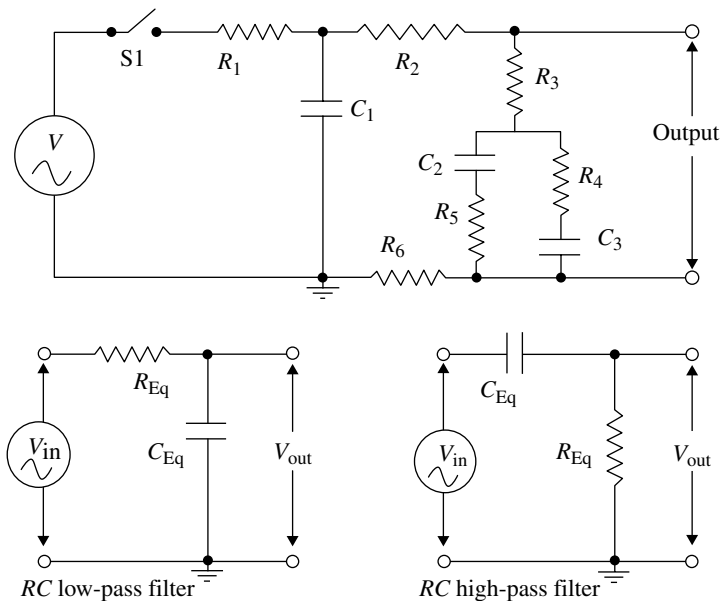 S1
R1
R2
R3
C1
V
Output
C2
R4
R5
C3
R6
REq
CEq
Vin
Vout
RC low-pass filter
CEq
REq
Vin
Vout
RC high-pass filter